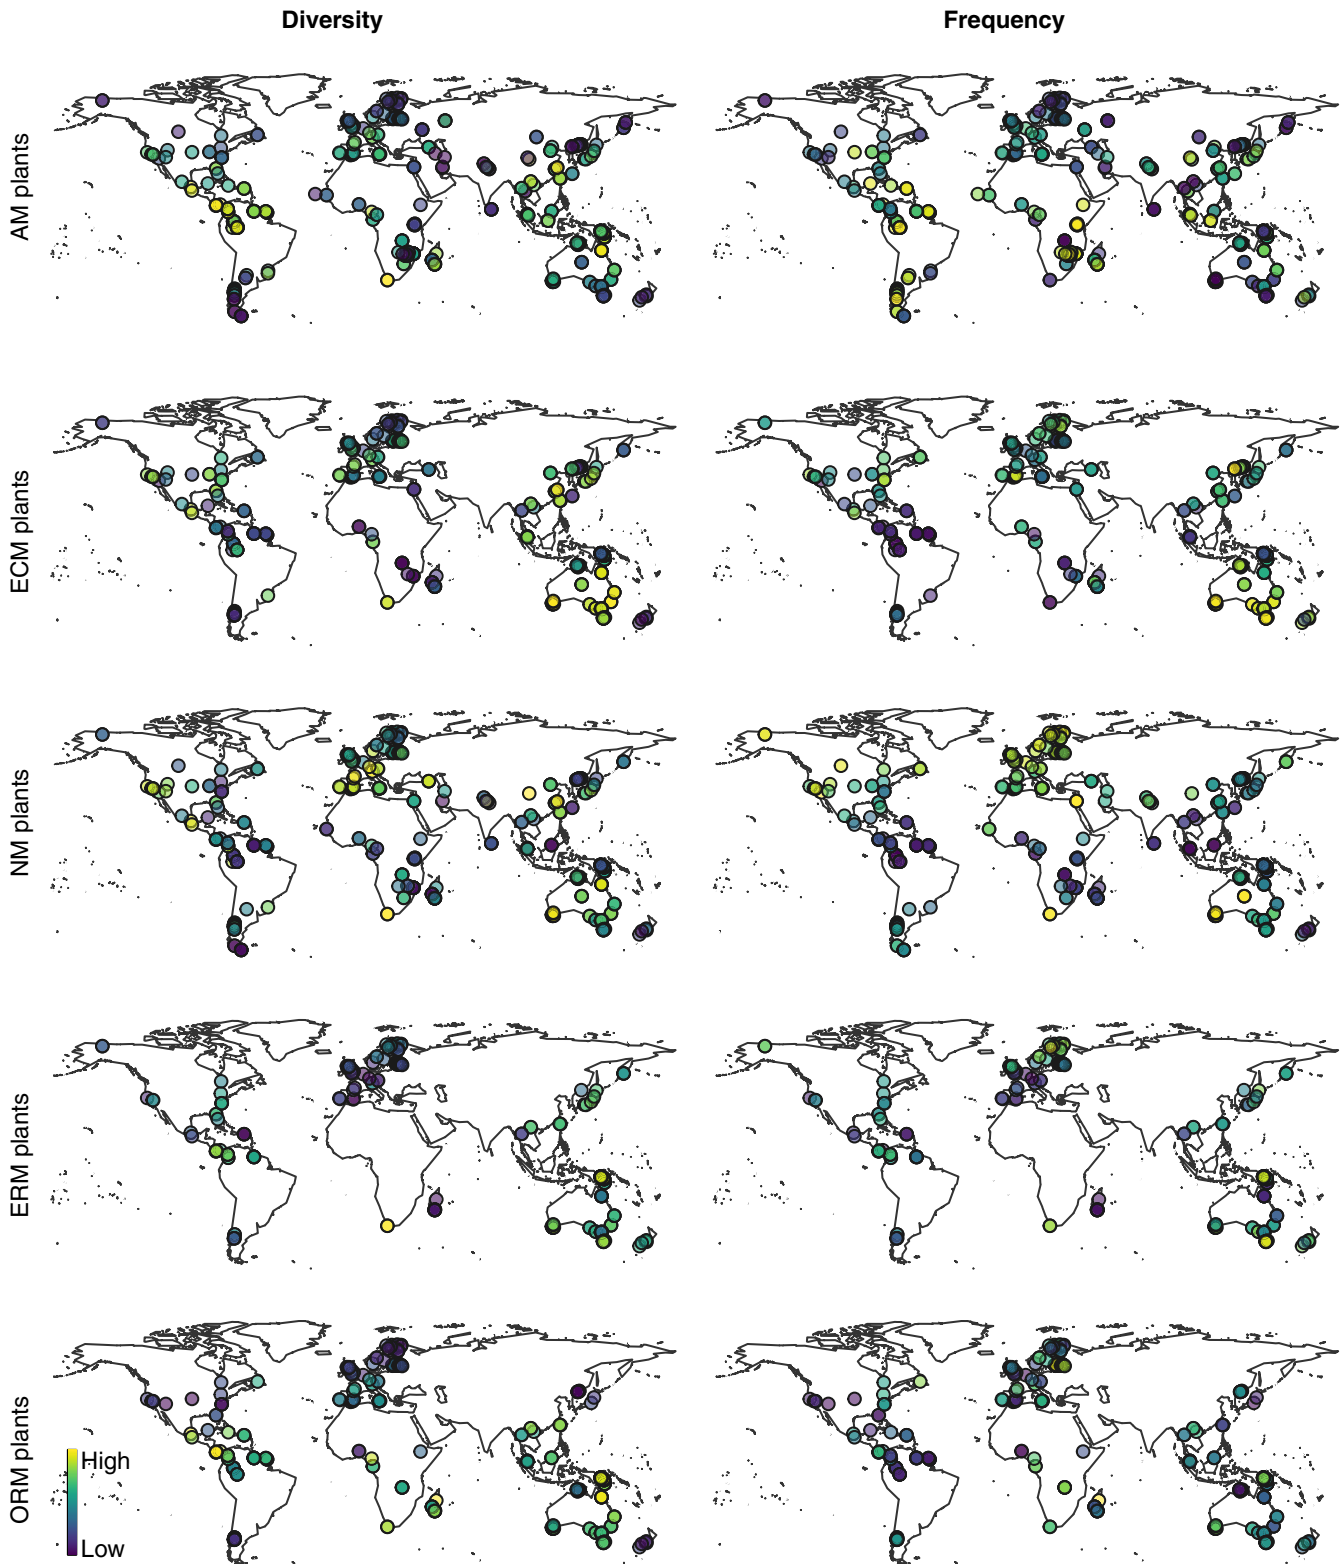 Diversity
Frequency
AM plants
ECM plants
NM plants
ERM plants
ORM plants
High
Low